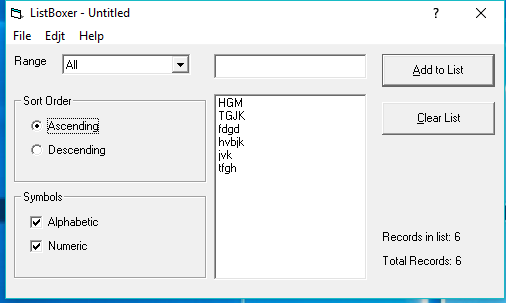 ListBoxer - Untitled
File Edjt Help
Range All
Add to List
Sort Order
Ascending
Descending
HGM
TGJK
fdgd
hvbjk
jvk
tfgh
Clear List
Symbols
Alphabetic
Numeric
Records in list: 6
Total Records: 6